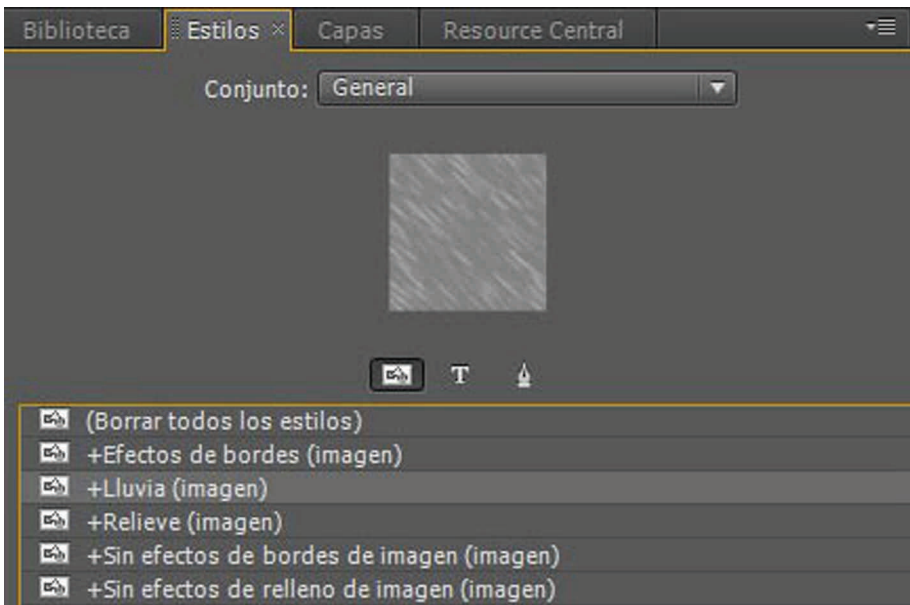 Biblioteca Estilos × Capas Resource Central
Conjunto: General
T
(Borrar todos los estilos)
+Efectos de bordes (imagen)
+Lluvia (imagen)
+Relieve (imagen)
+Sin efectos de bordes de imagen (imagen)
+Sin efectos de relleno de imagen (imagen)